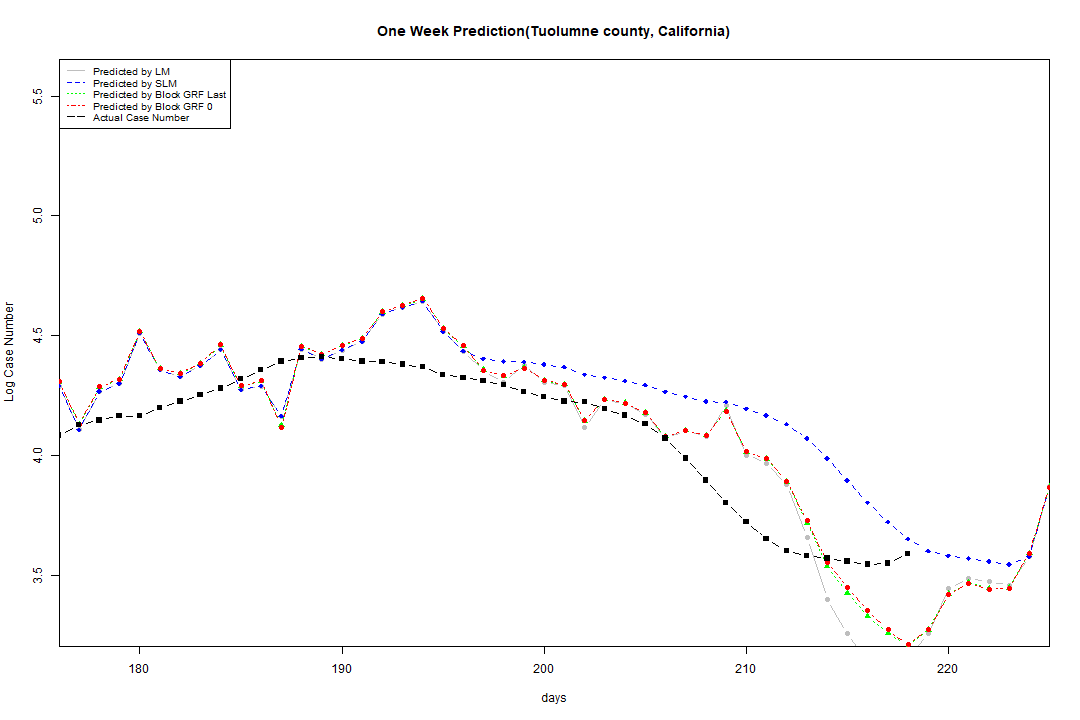 One Week Prediction(Tuolumne county, California)
Predicted by LM
Predicted by SLM
Predicted by Block GRF Last
Predicted by Block GRF 0
Actual Case Number
5.5
5.0
4.5
4.0
3.5
Log Case Number
180 190 200 210 220
days